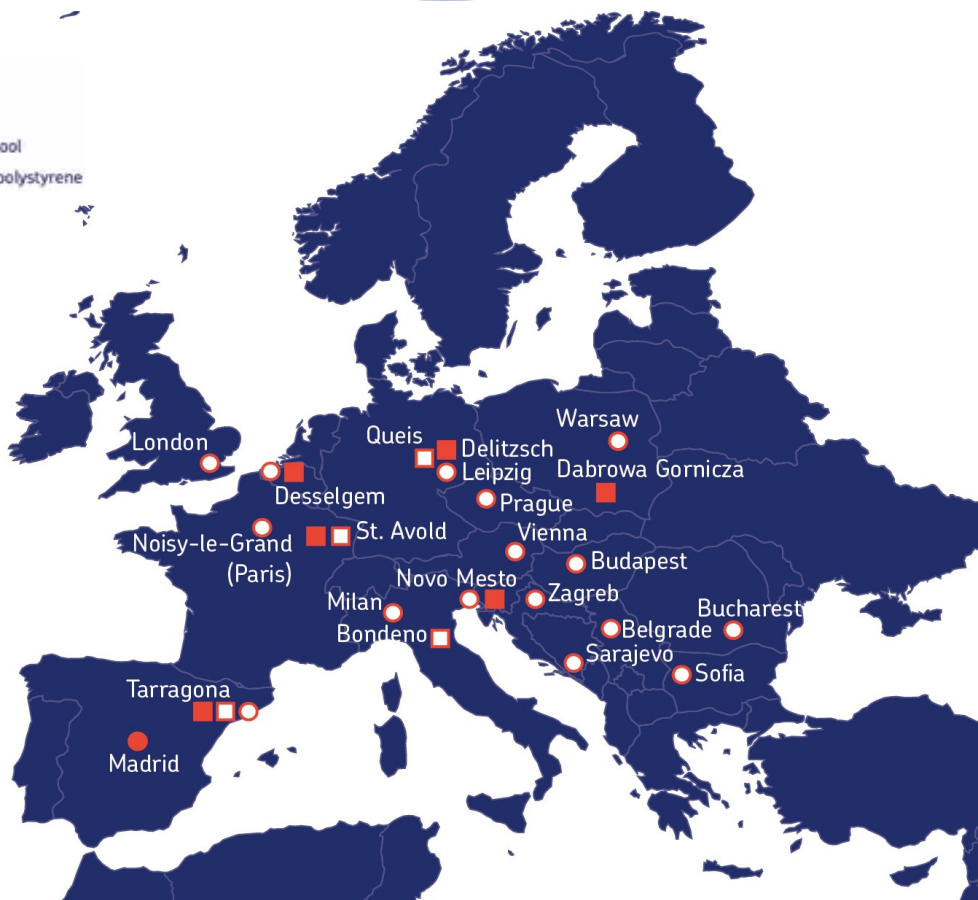 ool
polystyrene
Warsaw
London
Queis
Delitzsch
Leipzig
Dabrowa Gornicza
Desselgem
Prague
St. Avold
Vienna
Noisy-le-Grand
(Paris)
Budapest
Novo Mesto
Zagreb
Milan
Bucharest
Bondeno
Belgrade
Sarajevo
Sofia
Tarragona
Madrid